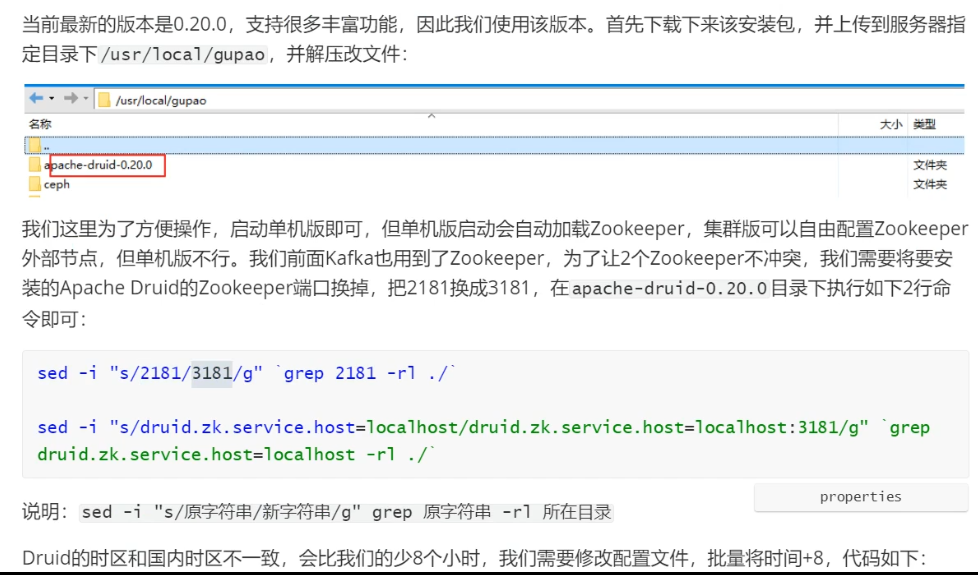 当前最新的版本是0.20.0，支持很多丰富功能，因此我们使用该版本。首先下载下来该安装包，并上传到服务器指
定目录下/usr/local/gupao，并解压改文件：
/usr/local/gupao
名称 大小 类型
..
apache-druid-0.20.0 文件夹
ceph 文件夹
我们这里为了方便操作，启动单机版即可，但单机版启动会自动加载Zookeeper，集群版可以自由配置Zookeeper
外部节点，但单机版不行。我们前面Kafka也用到了Zookeeper，为了让2个Zookeeper不冲突，我们需要将要安
装的Apache Druid的Zookeeper端口换掉，把2181换成3181，在apache-druid-0.20.0目录下执行如下2行命
令即可：
sed -i "s/2181/3181/g" `grep 2181 -rl ./`
sed -i "s/druid.zk.service.host=localhost/druid.zk.service.host=localhost:3181/g" `grep
druid.zk.service.host=localhost -rl ./`
properties
说明：sed -i "s/原字符串/新字符串/g" grep 原字符串 -rl 所在目录
Druid的时区和国内时区不一致，会比我们的少8个小时，我们需要修改配置文件，批量将时间+8，代码如下：